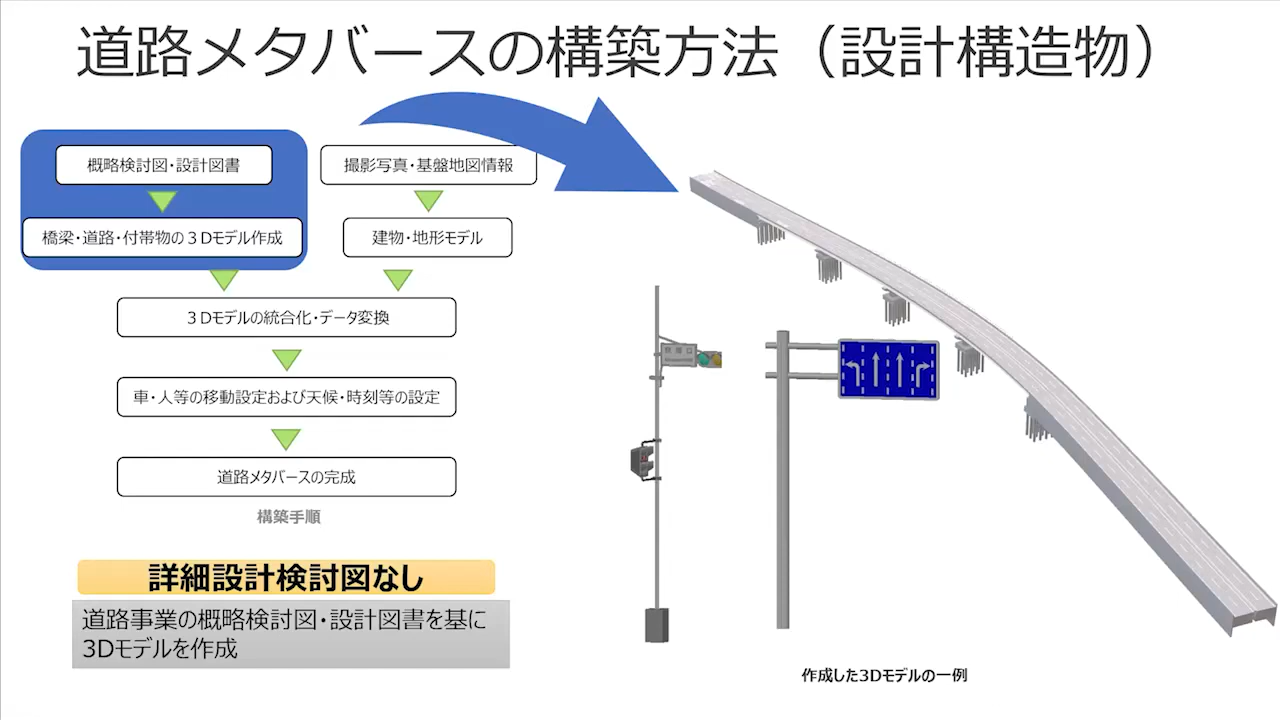 道路メタバースの構築方法（設計構造物）
概略検討図・設計図書
撮影写真・基盤地図情報
橋梁・道路・付帯物の３Dモデル作成
建物・地形モデル
３Dモデルの統合化・データ変換
車・人等の移動設定および天候・時刻等の設定
道路メタバースの完成
構築手順
詳細設計検討図なし
道路事業の概略検討図・設計図書を基に
3Dモデルを作成
作成した3Dモデルの一例